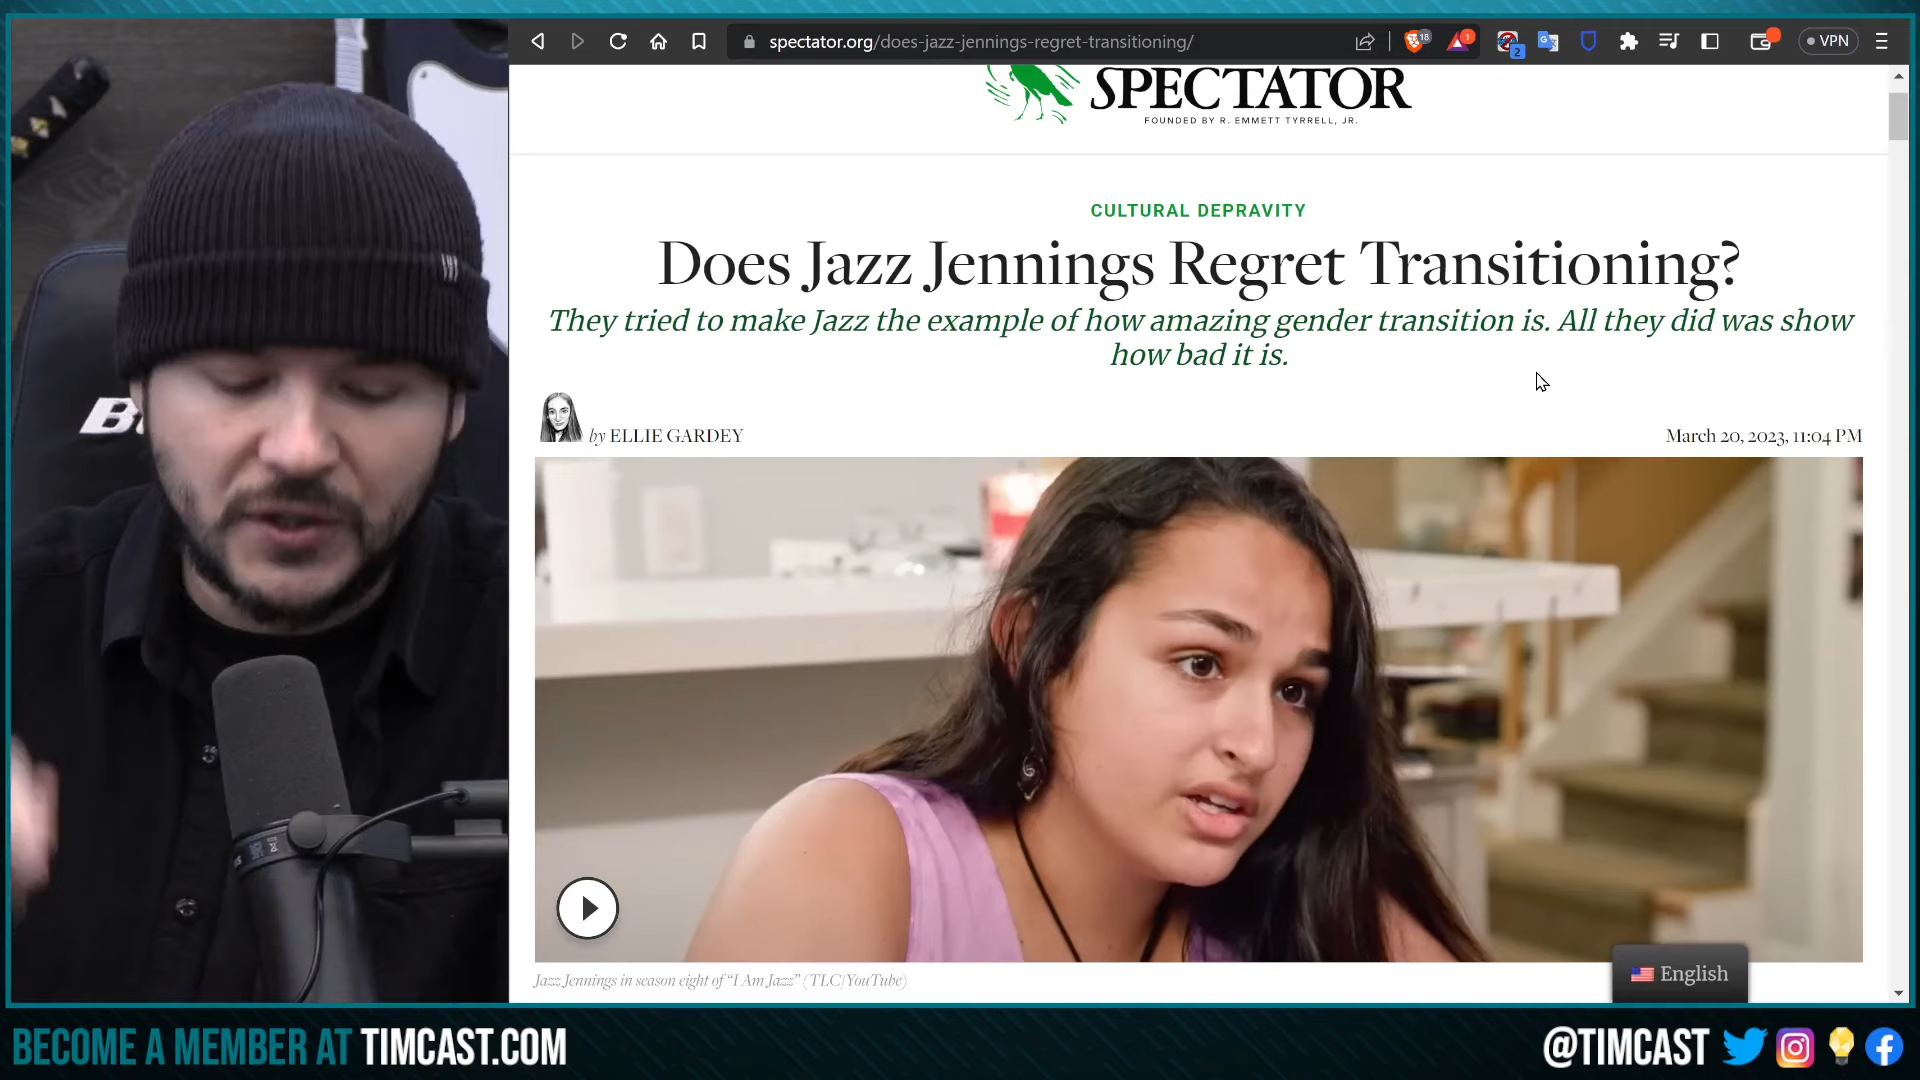 spectator.org/does-jazz-jennings-regret-transitioning/
18
1
2
VPN
SPECTATOR
FOUNDED BY R. EMMETT TYRRELL, JR.
CULTURAL DEPRAVITY
Does Jazz Jennings Regret Transitioning?
They tried to make Jazz the example of how amazing gender transition is. All they did was show
how bad it is.
by ELLIE GARDEY
March 20, 2023, 11:04 PM
Jazz Jennings in season eight of “I Am Jazz” (TLC/YouTube)
English
BECOME A MEMBER AT TIMCAST.COM
@TIMCAST